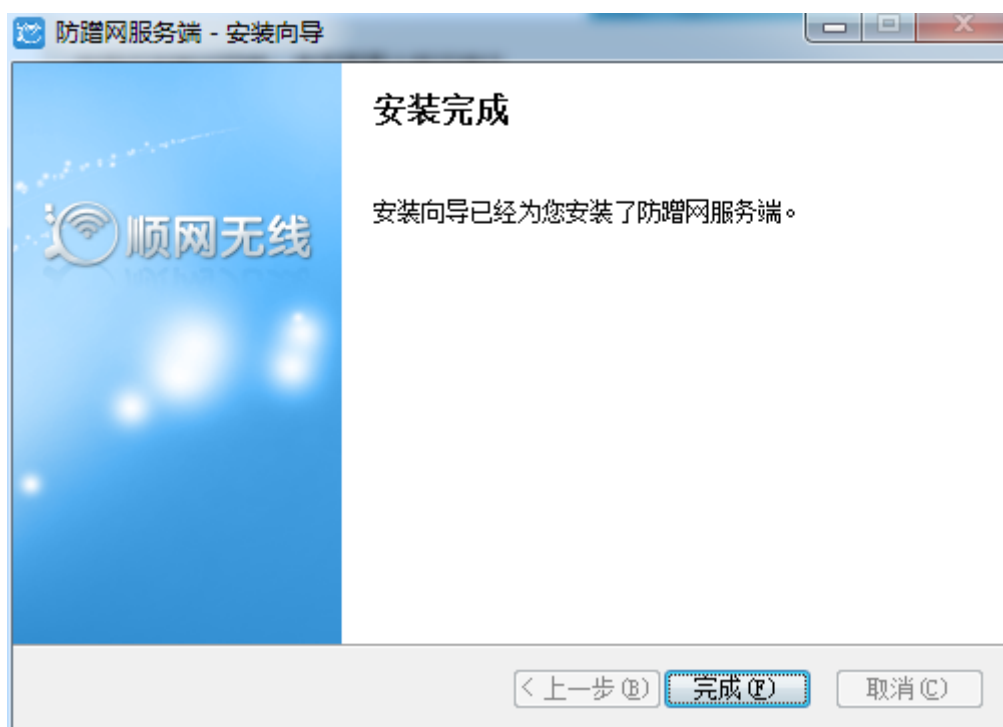 防蹭网服务端 - 安装向导
安装完成
安装向导已经为您安装了防蹭网服务端。
顺网无线
< 上一步(B)
完成(F)
取消(C)